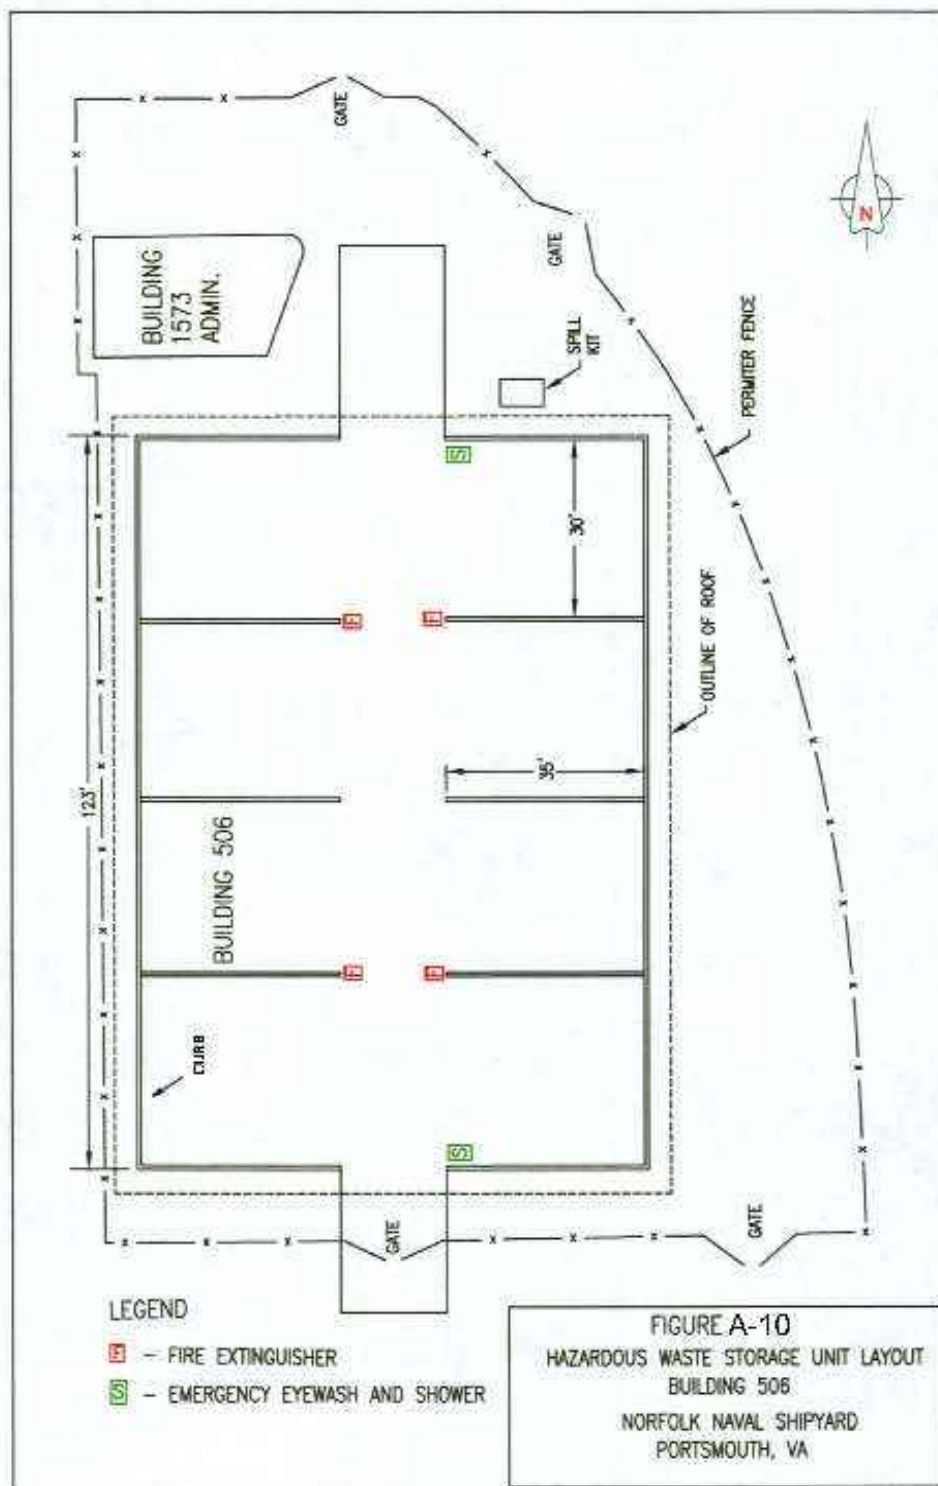 GATE
BUILDING
1573
ADMIN.
GATE
N
SPILL
KIT
PERMITER FENCE
S
30'
F
F
OUTLINE OF ROOF
35'
123'
BUILDING 506
F
F
CURB
S
GATE
GATE
LEGEND
F - FIRE EXTINGUISHER
S - EMERGENCY EYEWASH AND SHOWER
FIGURE A-10
HAZARDOUS WASTE STORAGE UNIT LAYOUT
BUILDING 506
NORFOLK NAVAL SHIPYARD
PORTSMOUTH, VA